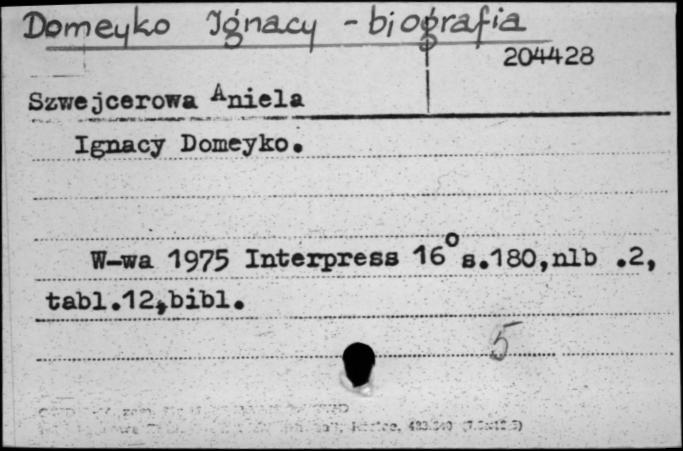 Domeyko Ignacy - biografia
204428
Szwejcerowa Aniela
Ignacy Domeyko.
W-wa 1975 Interpress 16° s.180,nlb .2,
tabl.12,bibl.
5